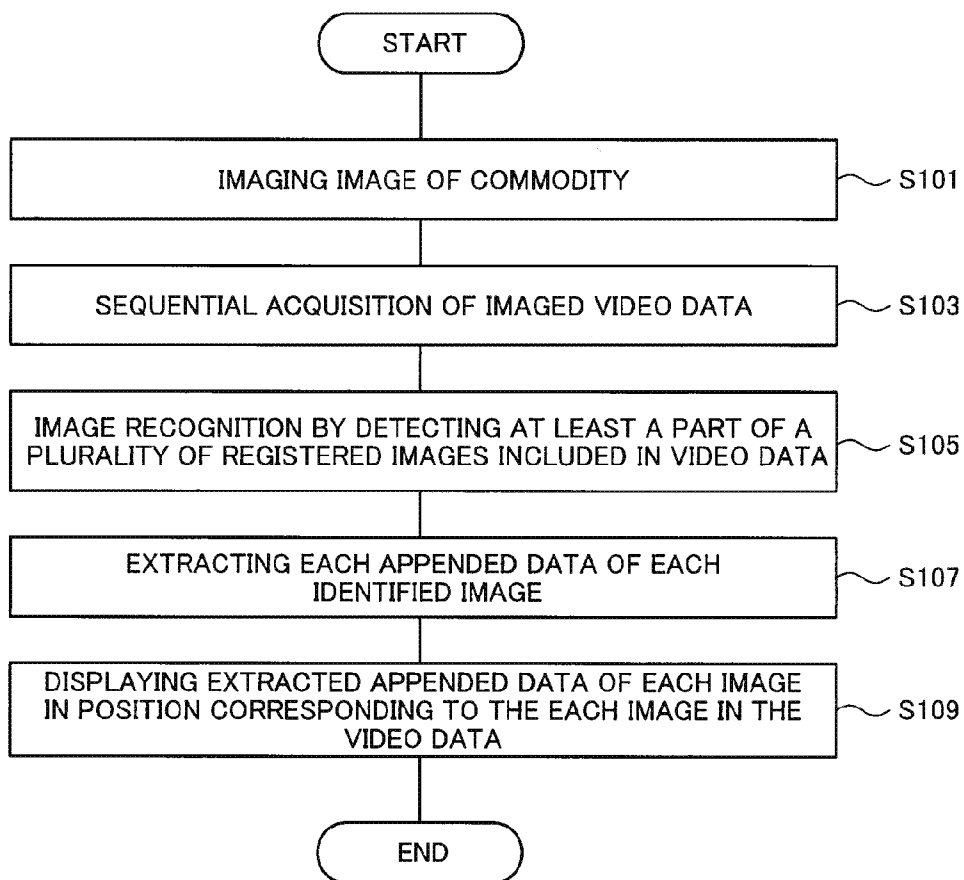 START
IMAGING IMAGE OF COMMODITY
S101
SEQUENTIAL ACQUISITION OF IMAGED VIDEO DATA
S103
IMAGE RECOGNITION BY DETECTING AT LEAST A PART OF A
PLURALITY OF REGISTERED IMAGES INCLUDED IN VIDEO DATA
S105
EXTRACTING EACH APPENDED DATA OF EACH
IDENTIFIED IMAGE
S107
DISPLAYING EXTRACTED APPENDED DATA OF EACH IMAGE
IN POSITION CORRESPONDING TO THE EACH IMAGE IN THE
VIDEO DATA
S109
END